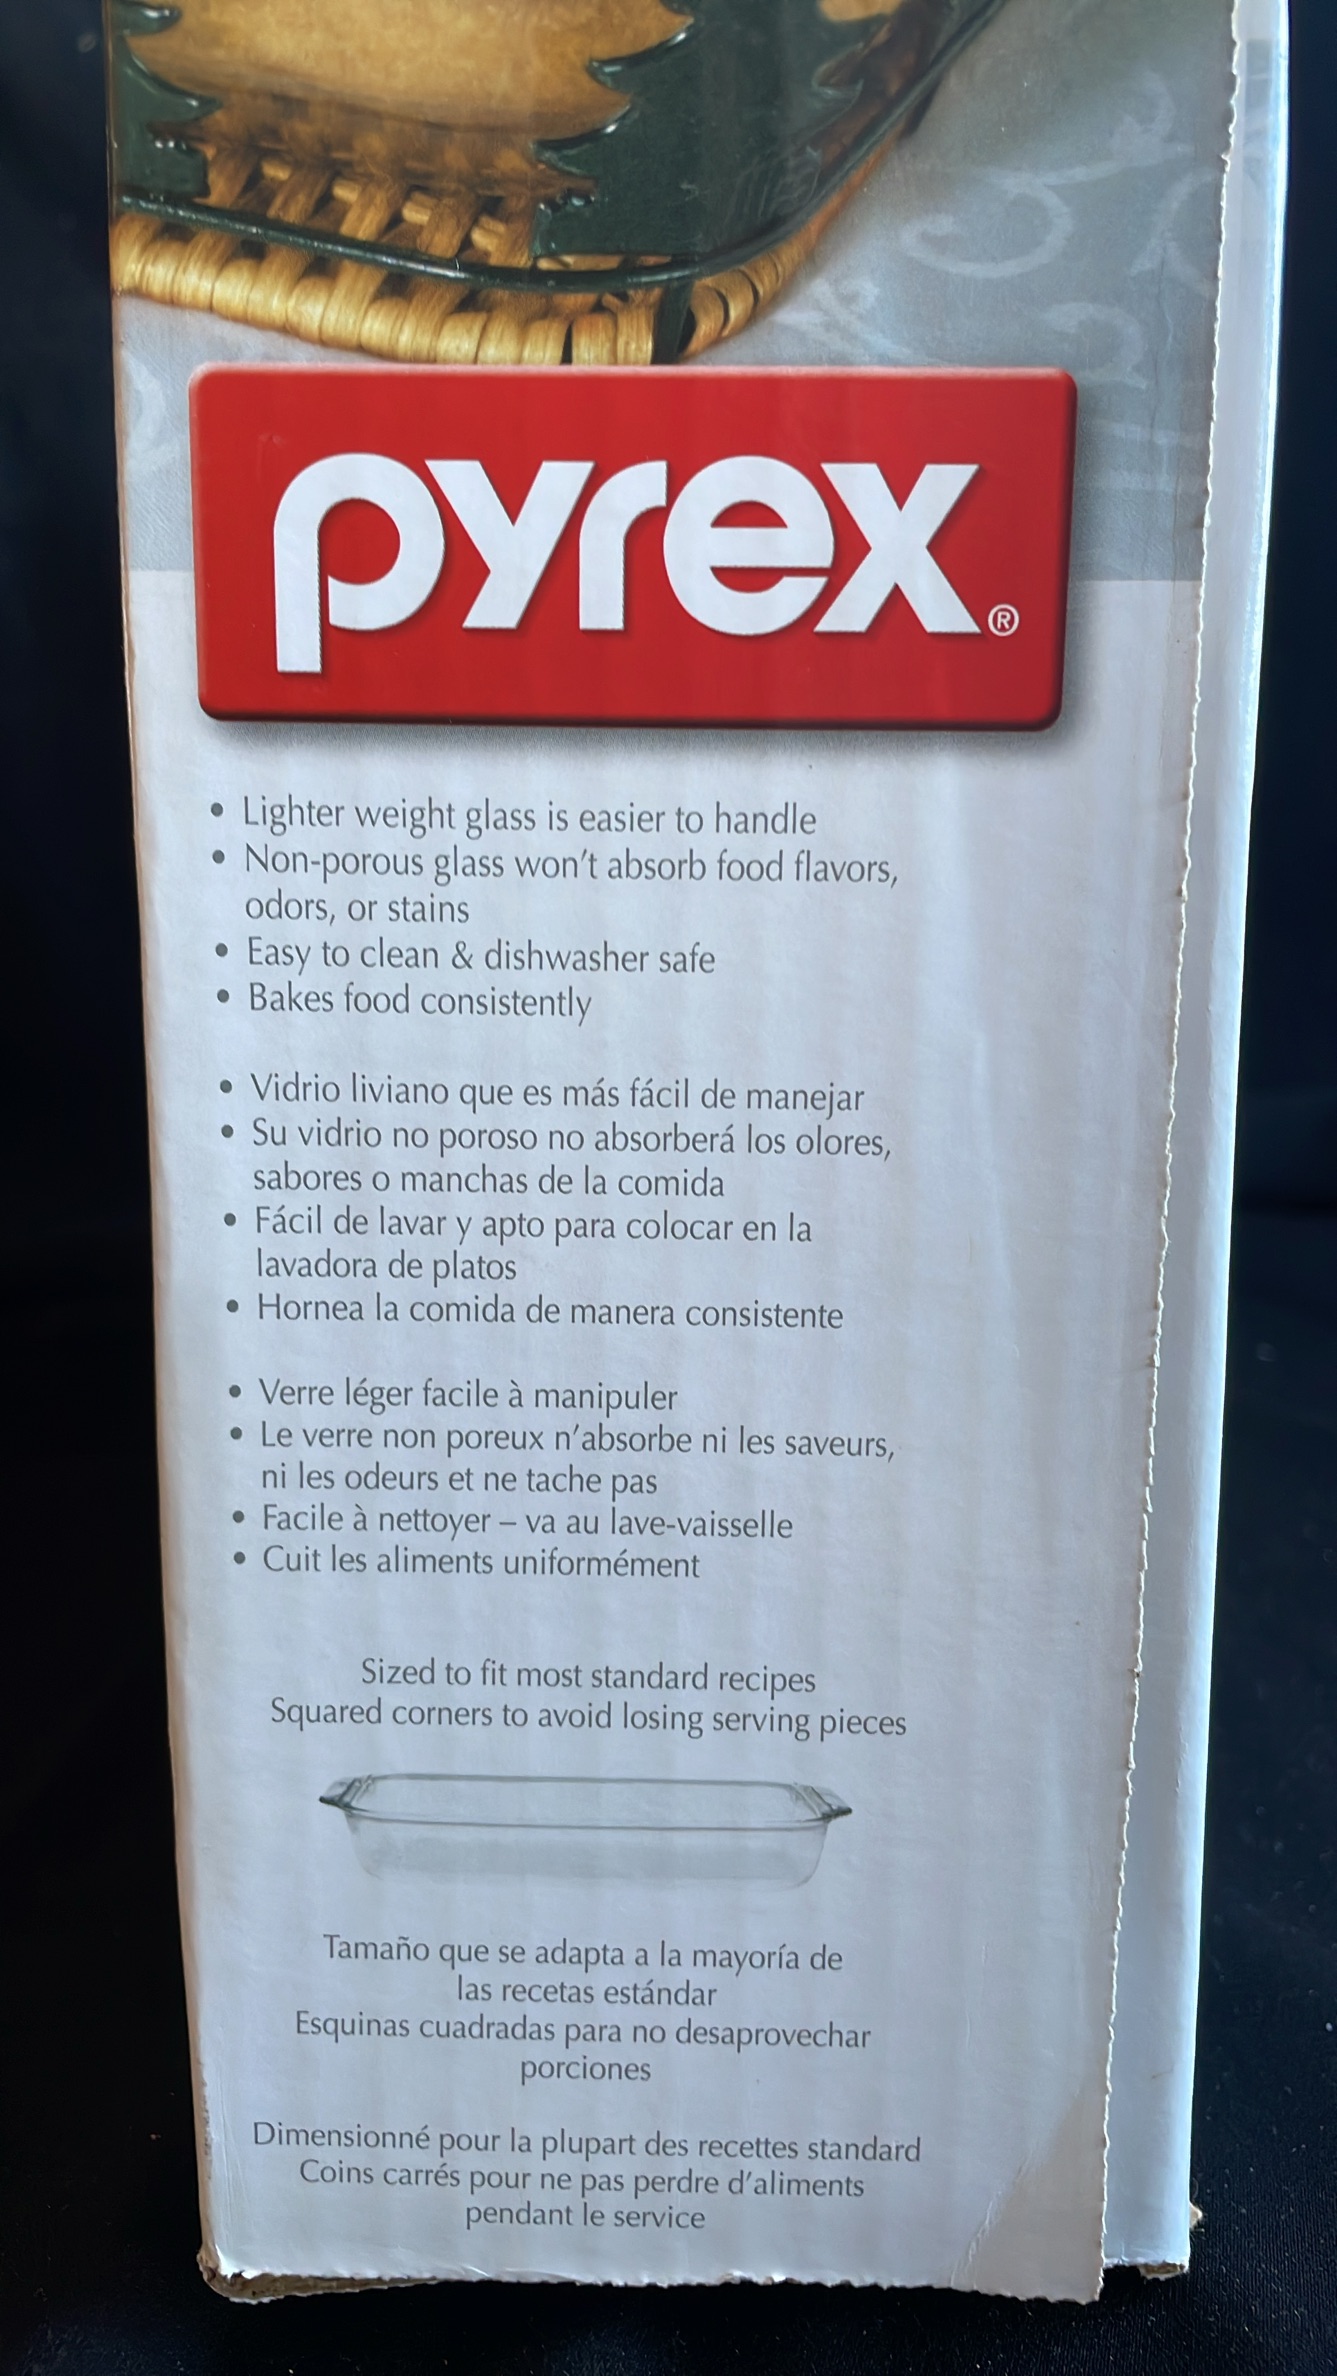 pyrex®
• Lighter weight glass is easier to handle
• Non-porous glass won't absorb food flavors,
odors, or stains
• Easy to clean & dishwasher safe
• Bakes food consistently
• Vidrio liviano que es más fácil de manejar
• Su vidrio no poroso no absorberá los olores,
sabores o manchas de la comida
• Fácil de lavar y apto para colocar en la
lavadora de platos
• Hornea la comida de manera consistente
• Verre léger facile à manipuler
• Le verre non poreux n'absorbe ni les saveurs,
ni les odeurs et ne tache pas
• Facile à nettoyer – va au lave-vaisselle
• Cuit les aliments uniformément
Sized to fit most standard recipes
Squared corners to avoid losing serving pieces
Tamaño que se adapta a la mayoría de
las recetas estándar
Esquinas cuadradas para no desaprovechar
porciones
Dimensionné pour la plupart des recettes standard
Coins carrés pour ne pas perdre d'aliments
pendant le service